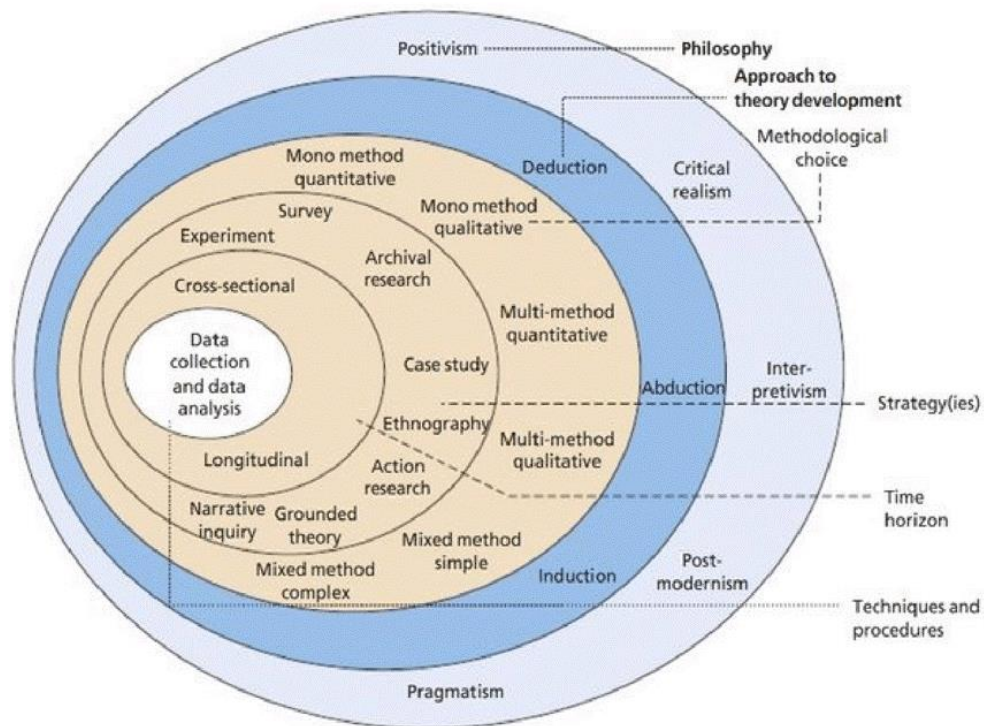 Positivism
Philosophy
Approach to
theory development
Methodological
choice
Deduction
Critical
realism
Mono method
quantitative
Mono method
qualitative
Survey
Experiment
Archival
research
Cross-sectional
Multi-method
quantitative
Data
collection
and data
analysis
Case study
Abduction
Inter-
pretivism
Strategy(ies)
Ethnography
Multi-method
qualitative
Longitudinal
Action
research
Time
horizon
Narrative
inquiry
Grounded
theory
Mixed method
simple
Mixed method
complex
Induction
Post-
modernism
Techniques and
procedures
Pragmatism